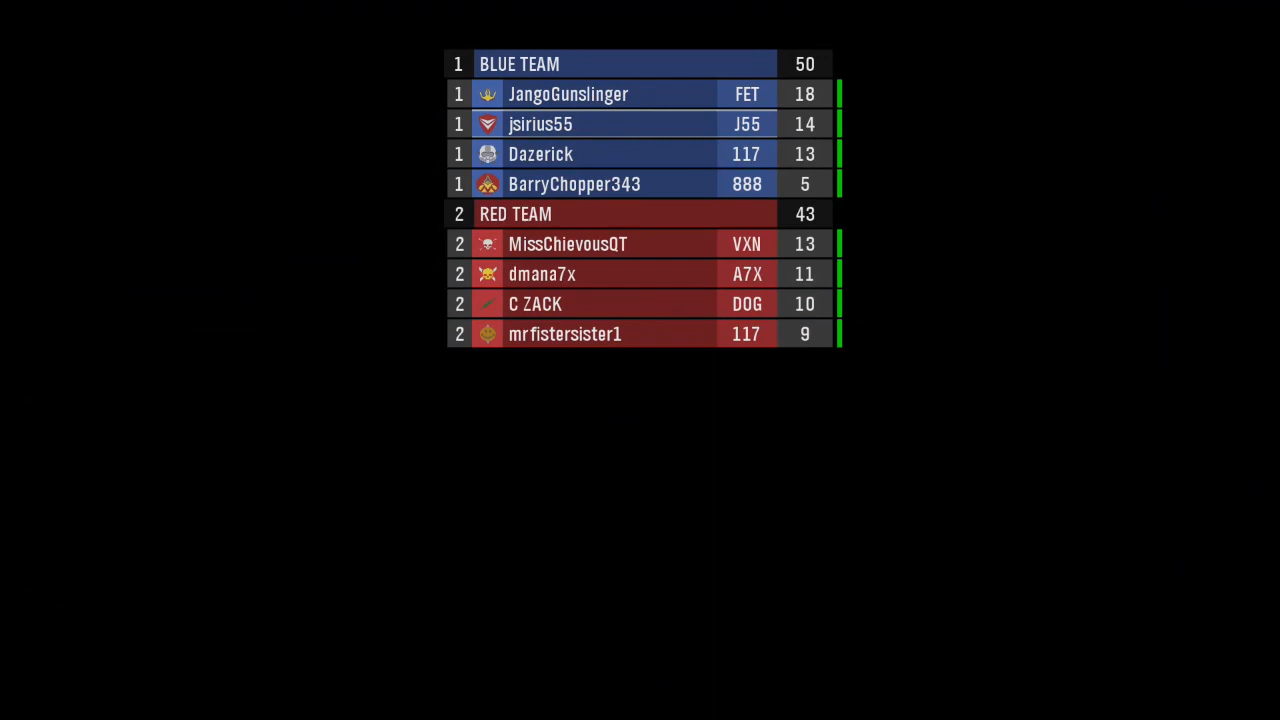 1 BLUE TEAM 50
1 JangoGunslinger FET 18
1 jsirius55 J55 14
1 Dazerick 117 13
1 BarryChopper343 888 5
2 RED TEAM 43
2 MissChievousQT VXN 13
2 dmana7x A7X 11
2 C ZACK DOG 10
2 mrfistersister1 117 9